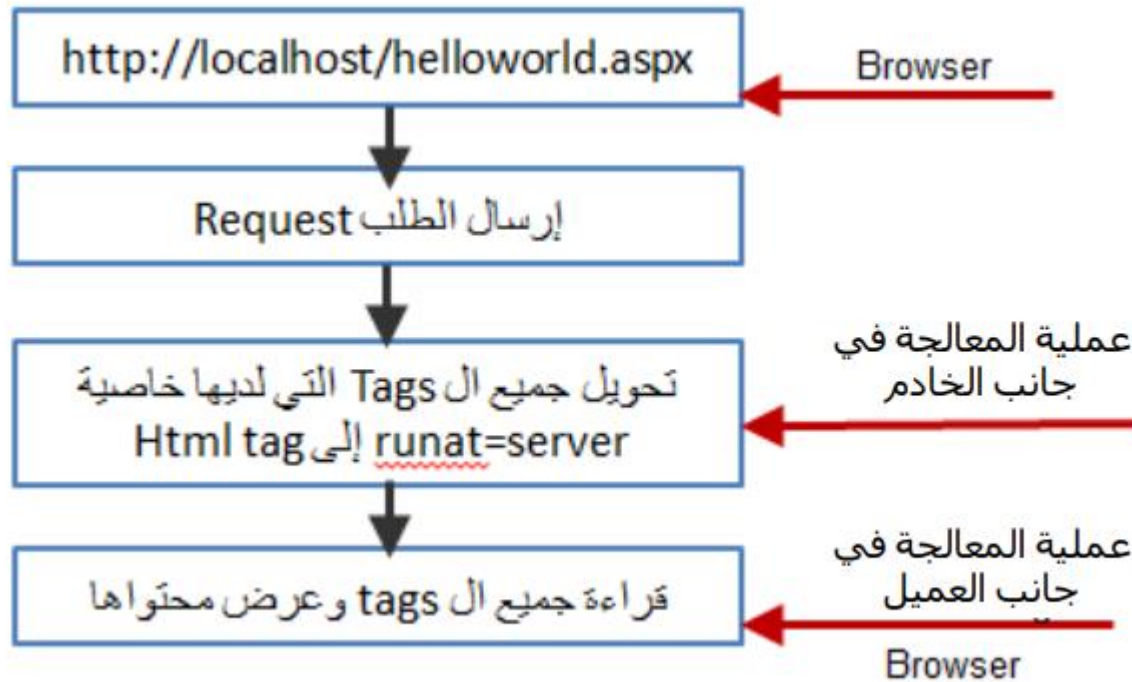 http://localhost/helloworld.aspx
Browser
إرسال الطلب Request
تحويل جميع ال Tags التي لديها خاصية
runat=server إلى Html tag
عملية المعالجة في
جانب الخادم
قراءة جميع ال tags وعرض محتواها
عملية المعالجة في
جانب العميل
Browser